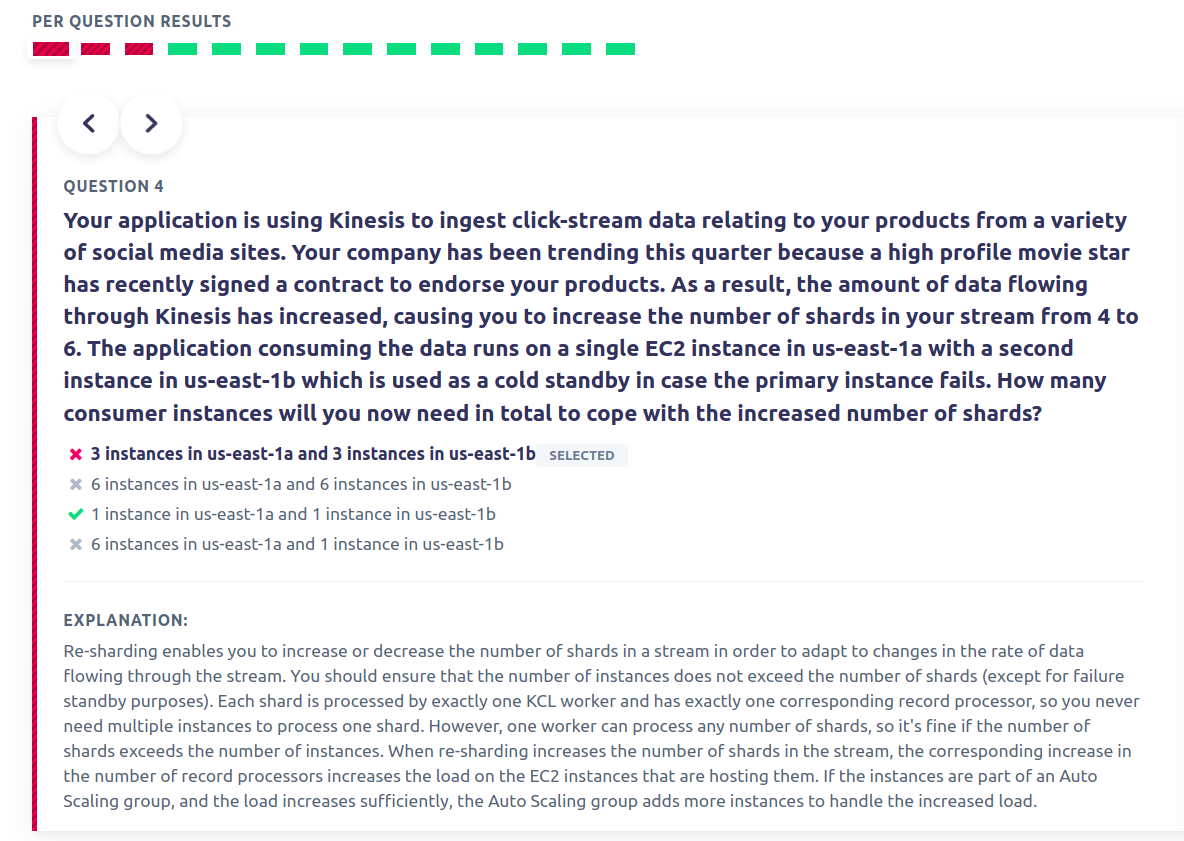 PER QUESTION RESULTS
QUESTION 4
Your application is using Kinesis to ingest click-stream data relating to your products from a variety
of social media sites. Your company has been trending this quarter because a high profile movie star
has recently signed a contract to endorse your products. As a result, the amount of data flowing
through Kinesis has increased, causing you to increase the number of shards in your stream from 4 to
6. The application consuming the data runs on a single EC2 instance in us-east-1a with a second
instance in us-east-1b which is used as a cold standby in case the primary instance fails. How many
consumer instances will you now need in total to cope with the increased number of shards?
3 instances in us-east-1a and 3 instances in us-east-1b SELECTED
6 instances in us-east-1a and 6 instances in us-east-1b
1 instance in us-east-1a and 1 instance in us-east-1b
6 instances in us-east-1a and 1 instance in us-east-1b
EXPLANATION:
Re-sharding enables you to increase or decrease the number of shards in a stream in order to adapt to changes in the rate of data
flowing through the stream. You should ensure that the number of instances does not exceed the number of shards (except for failure
standby purposes). Each shard is processed by exactly one KCL worker and has exactly one corresponding record processor, so you never
need multiple instances to process one shard. However, one worker can process any number of shards, so it's fine if the number of
shards exceeds the number of instances. When re-sharding increases the number of shards in the stream, the corresponding increase in
the number of record processors increases the load on the EC2 instances that are hosting them. If the instances are part of an Auto
Scaling group, and the load increases sufficiently, the Auto Scaling group adds more instances to handle the increased load.